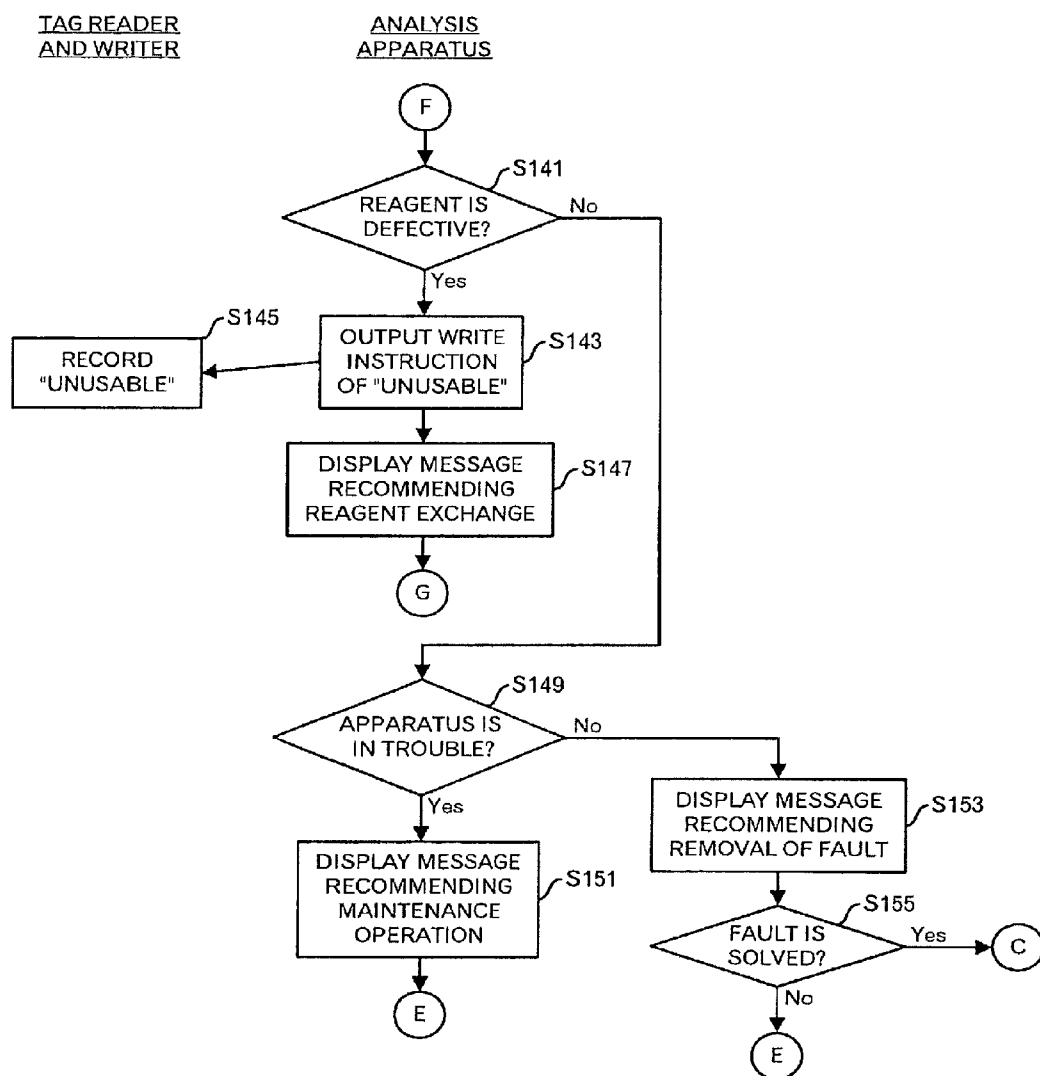 TAG READER
AND WRITER
ANALYSIS
APPARATUS
F
S141
REAGENT IS
DEFECTIVE?
No
Yes
S145
RECORD
"UNUSABLE"
OUTPUT WRITE
INSTRUCTION
OF "UNUSABLE"
S143
DISPLAY MESSAGE
RECOMMENDING
REAGENT EXCHANGE
S147
G
S149
APPARATUS IS
IN TROUBLE?
No
Yes
DISPLAY MESSAGE
RECOMMENDING
REMOVAL OF FAULT
S153
DISPLAY MESSAGE
RECOMMENDING
MAINTENANCE
OPERATION
S151
S155
FAULT IS
SOLVED?
Yes
C
No
E
E